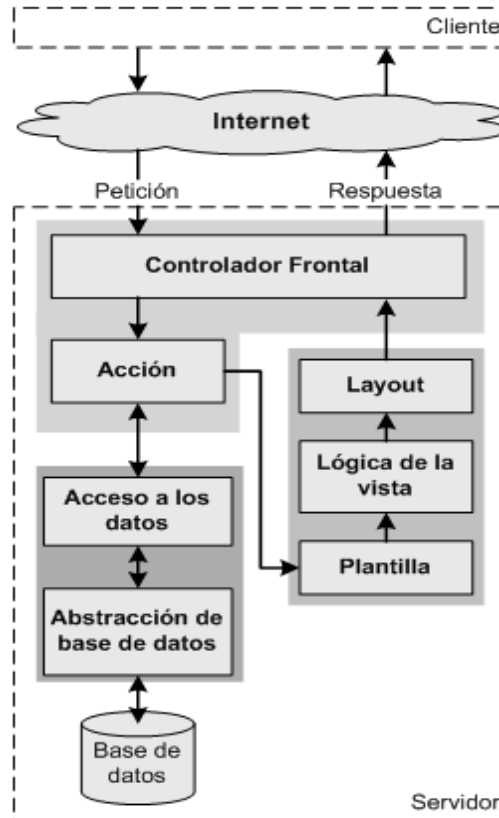 Cliente
Internet
Petición
Respuesta
Controlador Frontal
Acción
Layout
Lógica de la
vista
Acceso a los
datos
Plantilla
Abstracción de
base de datos
Base de
datos
Servidor